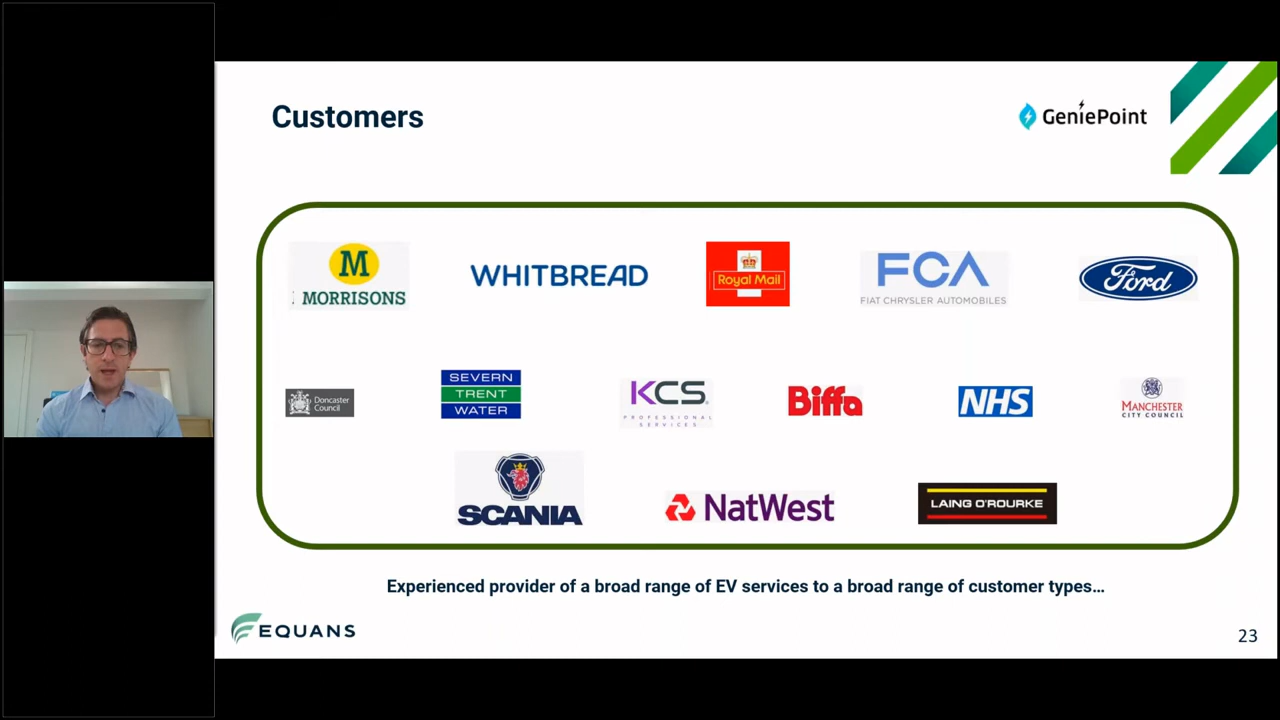 Customers
GeniePoint
M
MORRISONS
WHITBREAD
Royal Mail
FCA
FIAT CHRYSLER AUTOMOBILES
Ford
Doncaster
Council
SEVERN
TRENT
WATER
KCS
PROFESSIONAL
SERVICES
Biffa
NHS
MANCHESTER
CITY COUNCIL
SCANIA
NatWest
LAING O'ROURKE
Experienced provider of a broad range of EV services to a broad range of customer types…
EQUANS
23